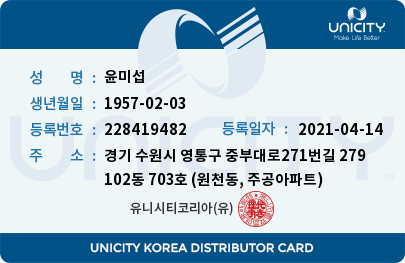 UNICITY
Make Life Better
성 명 : 윤미섭
생년월일 : 1957-02-03
등록번호 : 228419482 등록일자 : 2021-04-14
주 소 : 경기 수원시 영통구 중부대로271번길 279
102동 703호 (원천동, 주공아파트)
UNICITY
TM
유니시티코리아(유)
UNICITY KOREA DISTRIBUTOR CARD